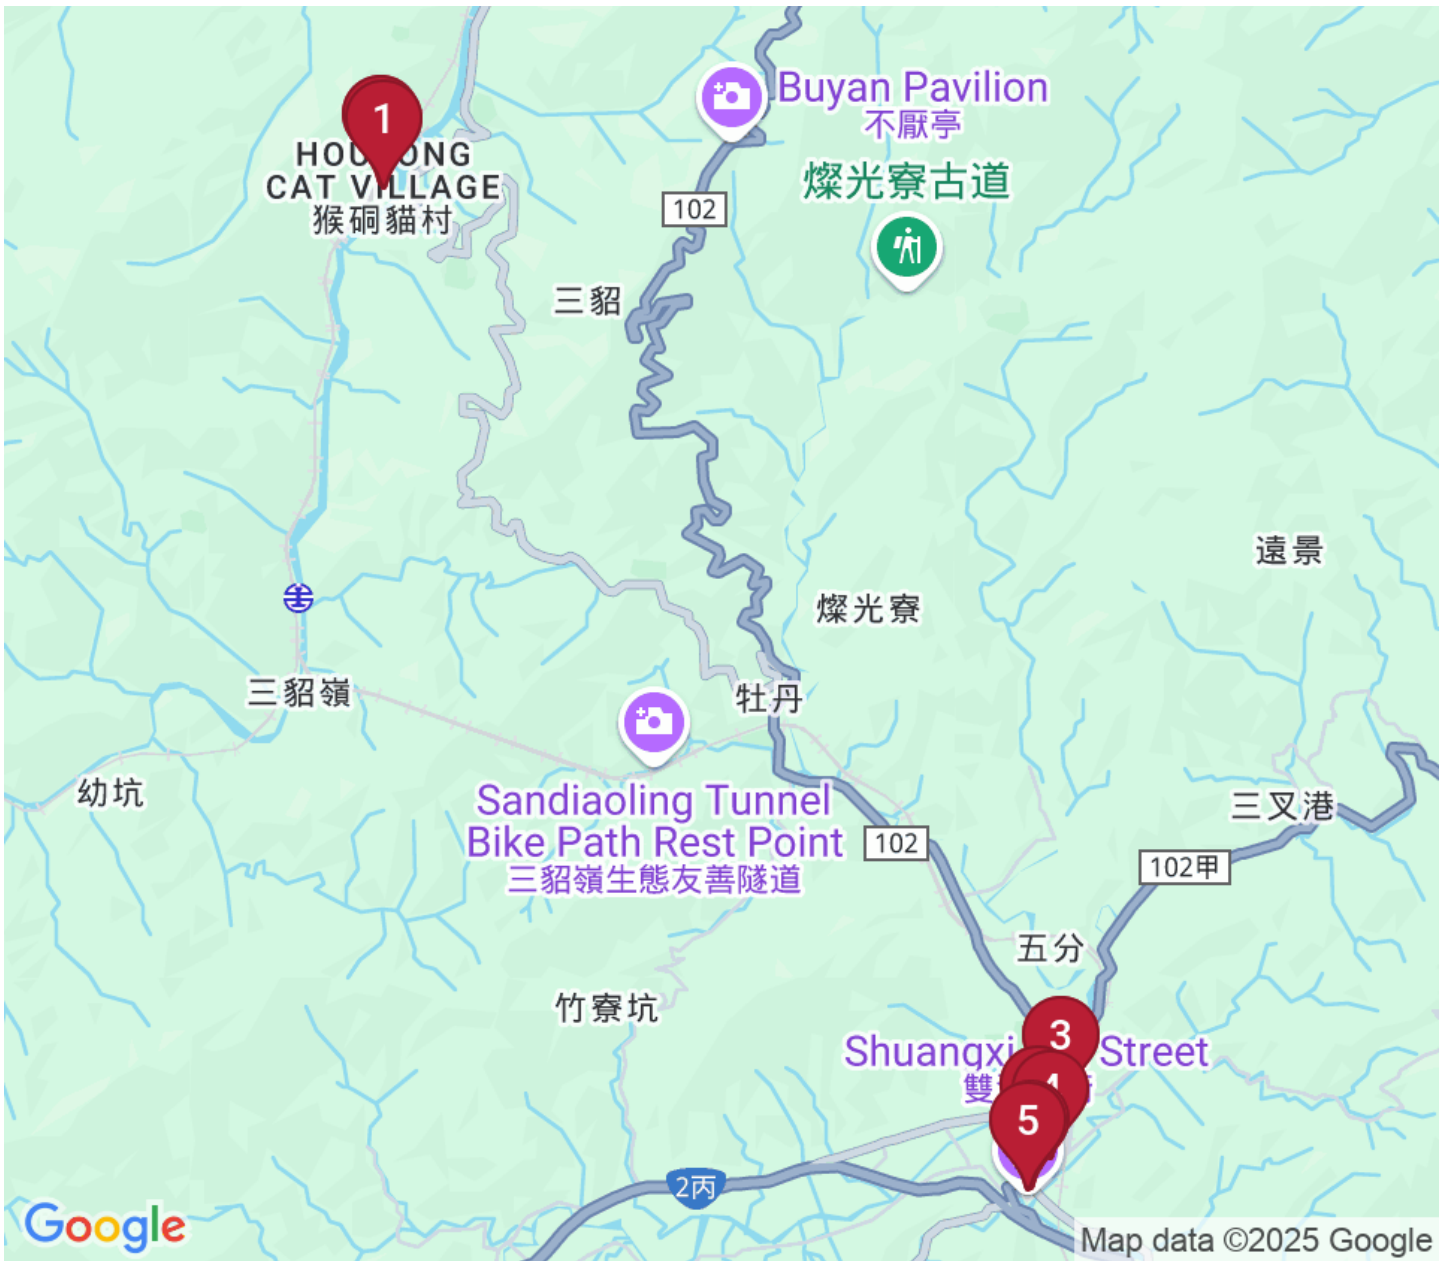 1
HOUTONG
CAT VILLAGE
猴硐貓村
Buyan Pavilion
不厭亭
燦光寮古道
102
三貂
遠景
燦光寮
三貂嶺
牡丹
幼坑
Sandiaoling Tunnel
Bike Path Rest Point
三貂嶺生態友善隧道
三叉港
102
102甲
五分
竹寮坑
3
Shuangxi Street
雙
4
5
2丙
Google
Map data ©2025 Google